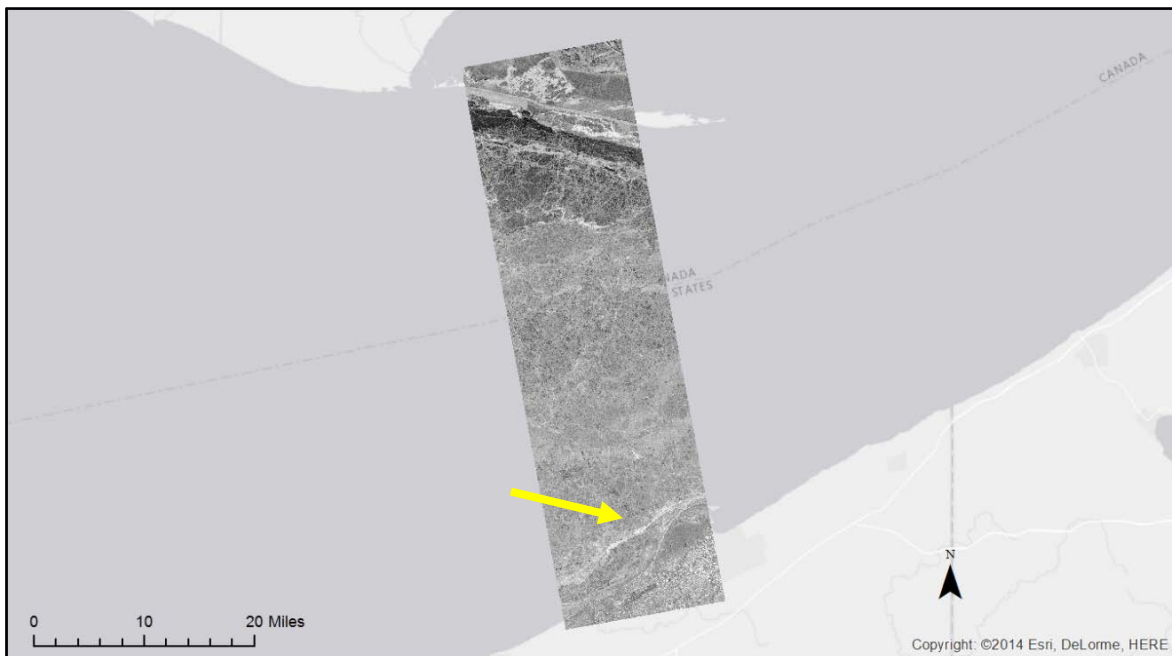 CANADA
NADA
STATES
N
0 10 20 Miles
Copyright: ©2014 Esri, DeLorme, HERE